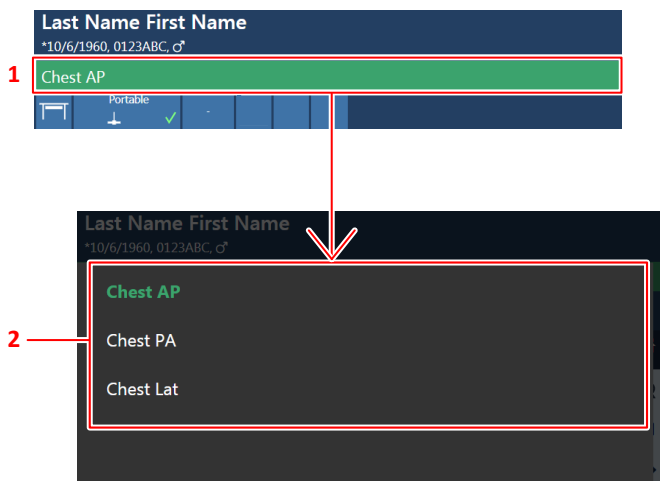 Last Name First Name
*10/6/1960, 0123ABC, ♂
1
Chest AP
Portable
-
Last Name First Name
*10/6/1960, 0123ABC, ♂
Chest AP
2
Chest PA
Chest Lat